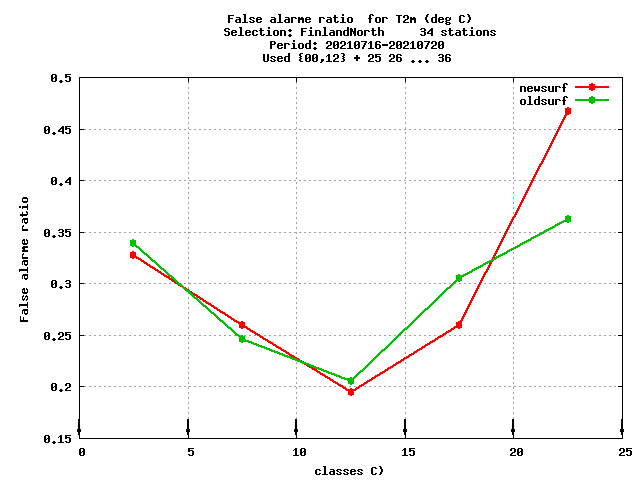 False alarme ratio  for T2m (deg C)
Selection: FinlandNorth     34 stations
Period: 20210716-20210720
Used {00,12} + 25 26 ... 36
newsurf
oldsurf
0.5
0.45
0.4
0.35
0.3
0.25
0.2
0.15
False alarme ratio
0 5 10 15 20 25
classes C)